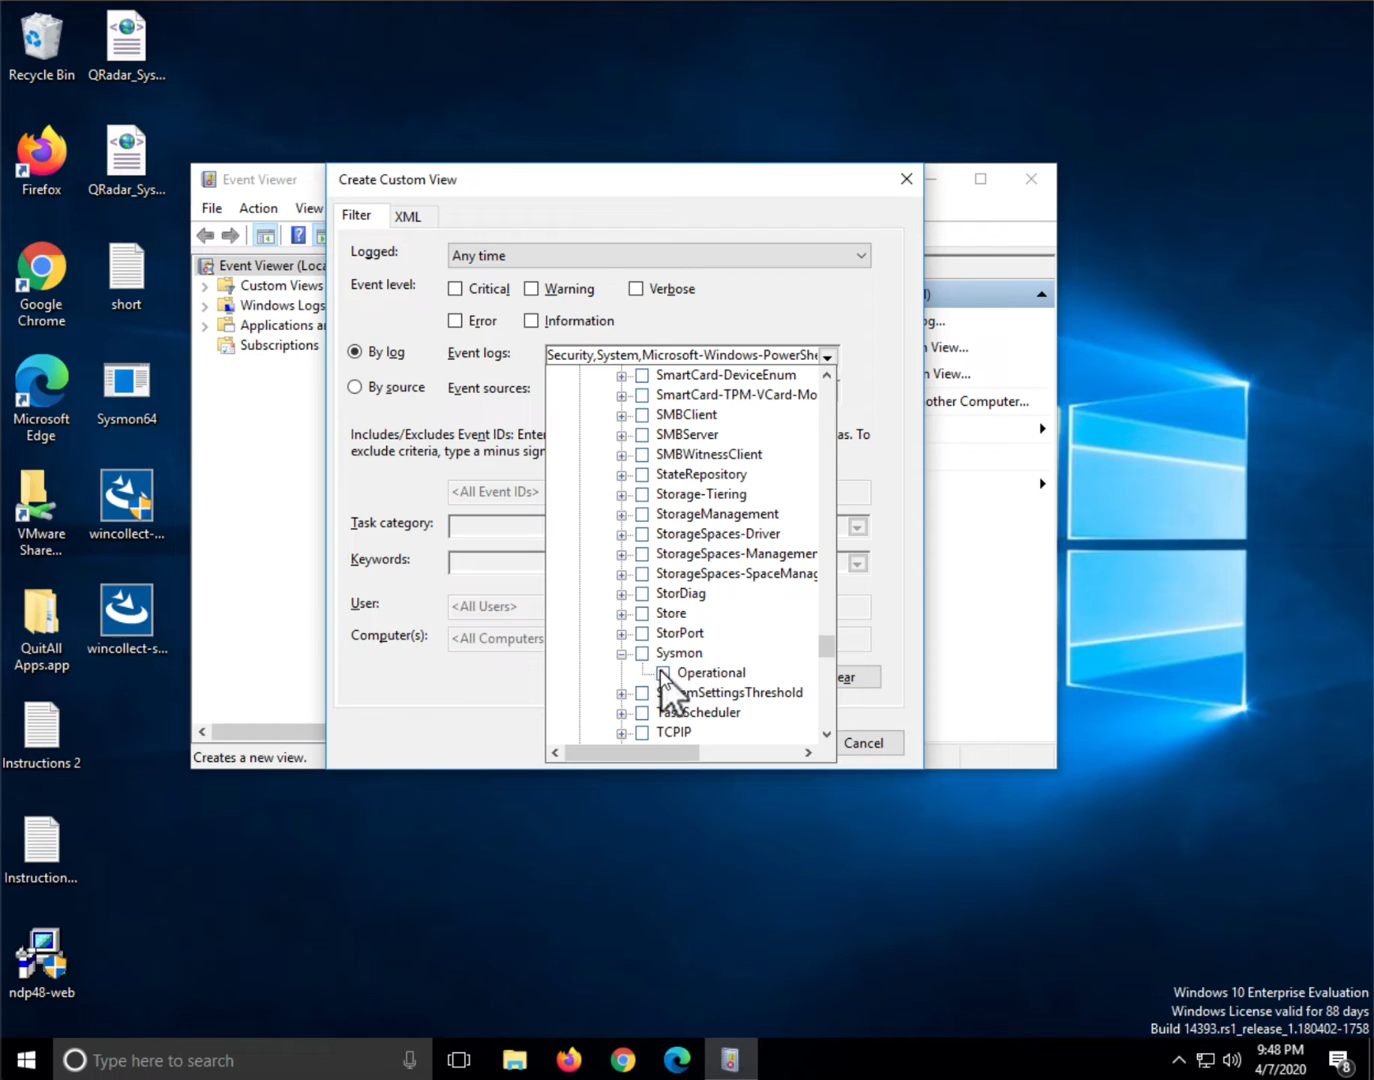 Recycle Bin
QRadar_Sys...
Firefox
QRadar_Sys...
Google
Chrome
short
Microsoft
Edge
Sysmon64
VMware
Share...
wincollect-...
QuitAll
Apps.app
wincollect-s...
Instructions 2
Instruction...
ndp48-web
Event Viewer
File Action View
Event Viewer (Loca
Custom Views
Windows Logs
Applications a
Subscriptions
Creates a new view.
Create Custom View
Filter XML
Logged: Any time
Event level: Critical Warning Verbose
Error Information
By log Event logs: Security,System,Microsoft-Windows-PowerShe
By source Event sources:
Includes/Excludes Event IDs: Enter
exclude criteria, type a minus sign
as. To
<All Event IDs>
Task category:
Keywords:
User: <All Users>
Computer(s): <All Computers
SmartCard-DeviceEnum
SmartCard-TPM-VCard-Mo
SMBClient
SMBServer
SMBWitnessClient
StateRepository
Storage-Tiering
StorageManagement
StorageSpaces-Driver
StorageSpaces-Managemen
StorageSpaces-SpaceManag
StorDiag
Store
StorPort
Sysmon
Operational
mSettingsThreshold
Tas Scheduler
TCPIP
ear
Cancel
)
og...
n View...
n View...
other Computer...
Windows 10 Enterprise Evaluation
Windows License valid for 88 days
Build 14393.rs1_release_1.180402-1758
Type here to search
9:48 PM
4/7/2020
8